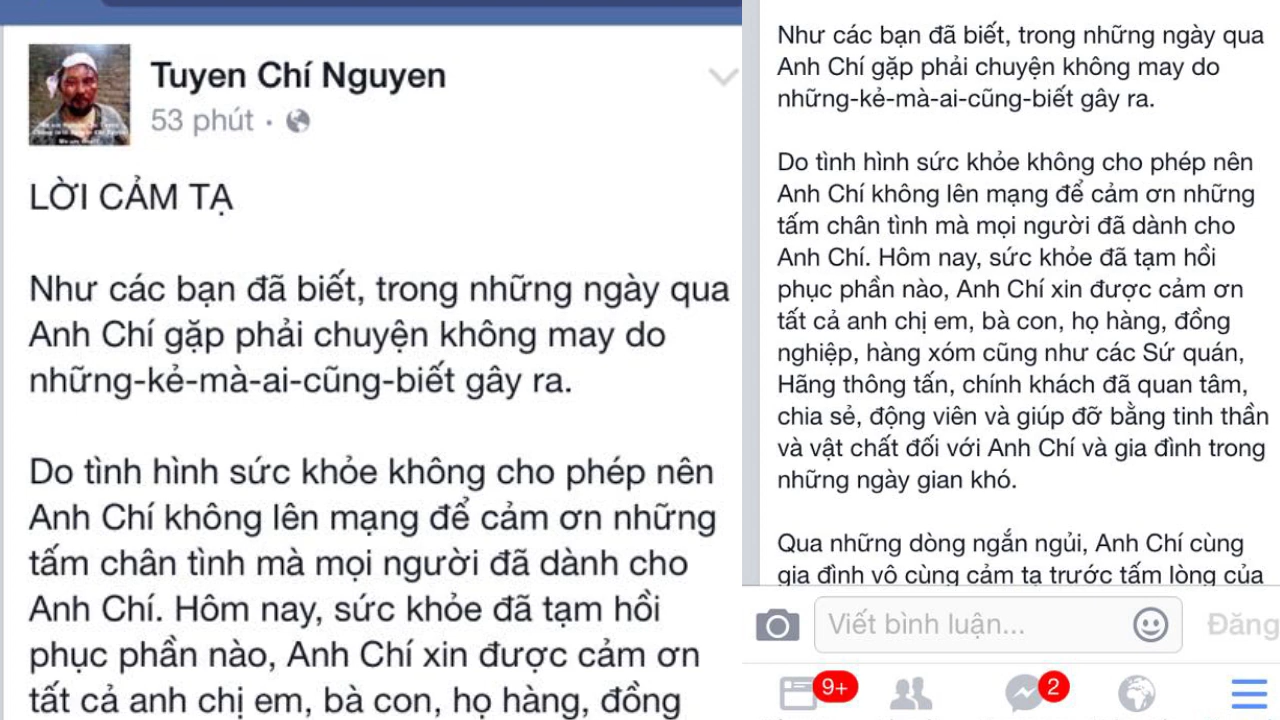 Tuyen Chí Nguyen
53 phút
LỜI CẢM TẠ
Như các bạn đã biết, trong những ngày qua
Anh Chí gặp phải chuyện không may do
những-kẻ-mà-ai-cũng-biết gây ra.
Do tình hình sức khỏe không cho phép nên
Anh Chí không lên mạng để cảm ơn những
tấm chân tình mà mọi người đã dành cho
Anh Chí. Hôm nay, sức khỏe đã tạm hồi
phục phần nào, Anh Chí xin được cảm ơn
tất cả anh chị em, bà con, họ hàng, đồng
Như các bạn đã biết, trong những ngày qua
Anh Chí gặp phải chuyện không may do
những-kẻ-mà-ai-cũng-biết gây ra.
Do tình hình sức khỏe không cho phép nên
Anh Chí không lên mạng để cảm ơn những
tấm chân tình mà mọi người đã dành cho
Anh Chí. Hôm nay, sức khỏe đã tạm hồi
phục phần nào, Anh Chí xin được cảm ơn
tất cả anh chị em, bà con, họ hàng, đồng
nghiệp, hàng xóm cũng như các Sứ quán,
Hãng thông tấn, chính khách đã quan tâm,
chia sẻ, động viên và giúp đỡ bằng tinh thần
và vật chất đối với Anh Chí và gia đình trong
những ngày gian khó.
Qua những dòng ngắn ngủi, Anh Chí cùng
gia đình vô cùng cảm tạ trước tấm lòng của
Viết bình luận...
Đăng
9+
2